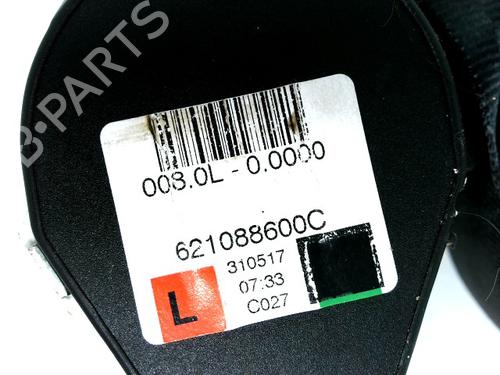 B-PARTS
008.0L - 0.0000
621088600C
310517
07:33
C027
L